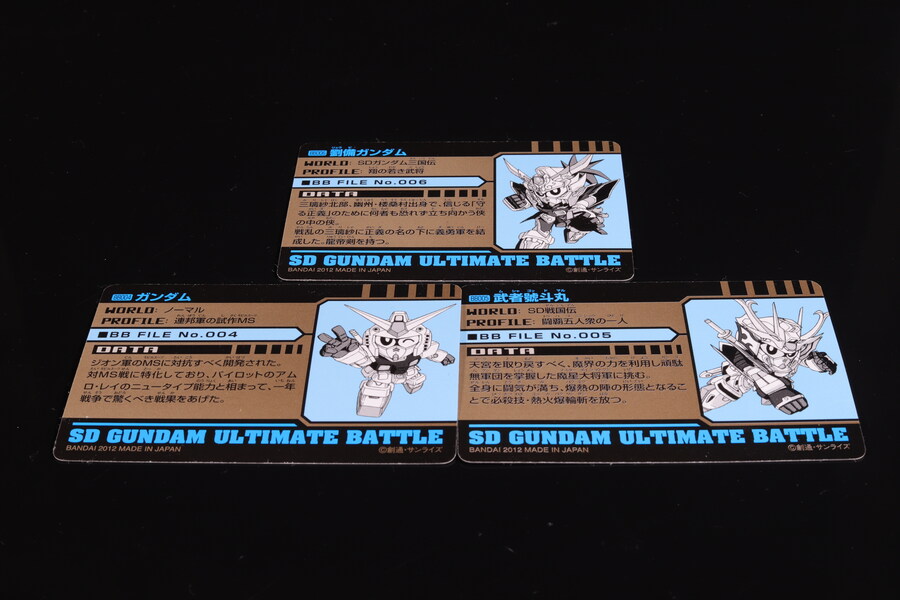 劉備ガンダム
WORLD: SDガンダム三国伝
PROFILE: 翔の若き武将
■BB FILE No.006
DATA
三璃紗北部、幽州・楼桑村出身で、信じる「守
る正義」のために何者も恐れず立ち向かう侠
の中の侠。
戦乱の三璃紗に正義の名の下に義勇軍を結
成した。龍帝剣を持つ。
SD GUNDAM ULTIMATE BATTLE
BANDAI 2012 MADE IN JAPAN
©創通・サンライズ
ガンダム
WORLD: ノーマル
PROFILE: 連邦軍の試作MS
■BB FILE No.004
DATA
ジオン軍のMSに対抗すべく開発された。
対MS戦に特化しており、パイロットのアム
ロ・レイのニュータイプ能力と相まって、一年
戦争で驚くべき戦果をあげた。
SD GUNDAM ULTIMATE BATTLE
BANDAI 2012 MADE IN JAPAN
©創通・サンライズ
武者號斗丸
WORLD: SD戦国伝
PROFILE: 闘覇五人衆の一人
■BB FILE No.005
DATA
天宮を取り戻すべく、魔界の力を利用し頑駄
無軍団を掌握した魔星大将軍に挑む。
全身に闘気が満ち、爆熱の陣の形態となるこ
とで必殺技・熱火爆輪斬を放つ。
SD GUNDAM ULTIMATE BATTLE
BANDAI 2012 MADE IN JAPAN
©創通・サンライズ